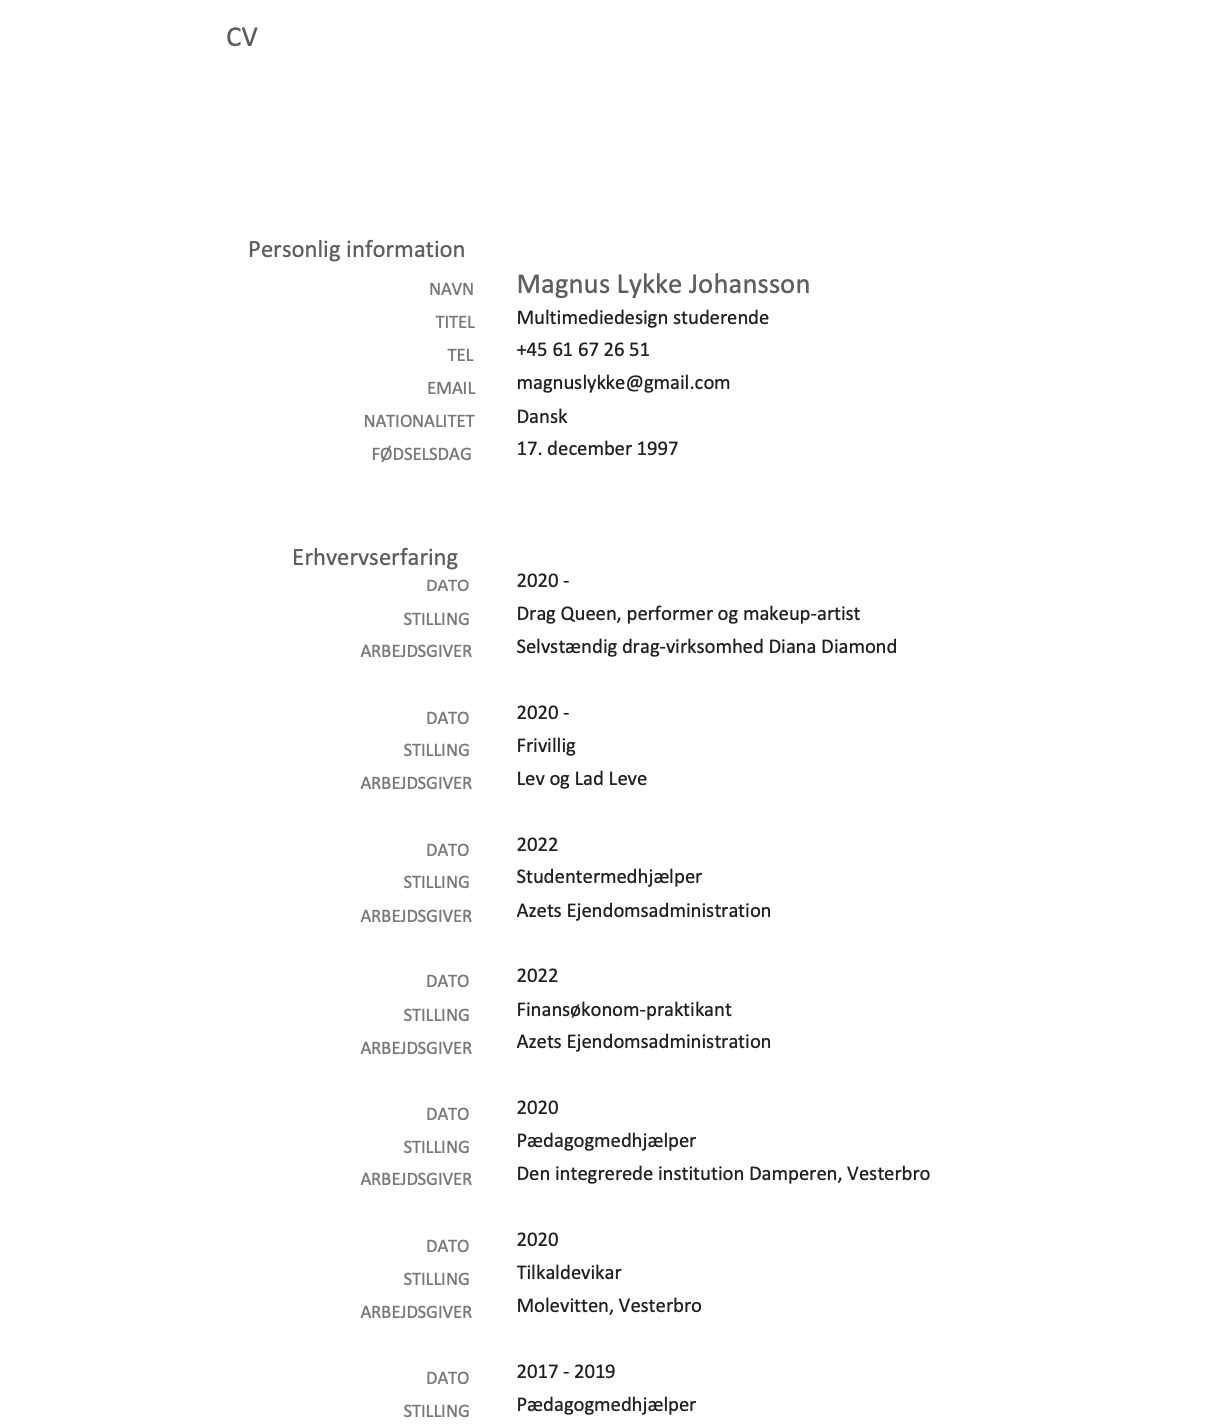 CV
Personlig information
NAVN Magnus Lykke Johansson
TITEL Multimediedesign studerende
TEL +45 61 67 26 51
EMAIL magnuslykke@gmail.com
NATIONALITET Dansk
FØDSELSDAG 17. december 1997
Erhvervserfaring
DATO 2020 -
STILLING Drag Queen, performer og makeup-artist
ARBEJDSGIVER Selvstændig drag-virksomhed Diana Diamond
DATO 2020 -
STILLING Frivillig
ARBEJDSGIVER Lev og Lad Leve
DATO 2022
STILLING Studentermedhjælper
ARBEJDSGIVER Azets Ejendomsadministration
DATO 2022
STILLING Finansøkonom-praktikant
ARBEJDSGIVER Azets Ejendomsadministration
DATO 2020
STILLING Pædagogmedhjælper
ARBEJDSGIVER Den integrerede institution Damperen, Vesterbro
DATO 2020
STILLING Tilkaldevikar
ARBEJDSGIVER Molevitten, Vesterbro
DATO 2017 - 2019
STILLING Pædagogmedhjælper